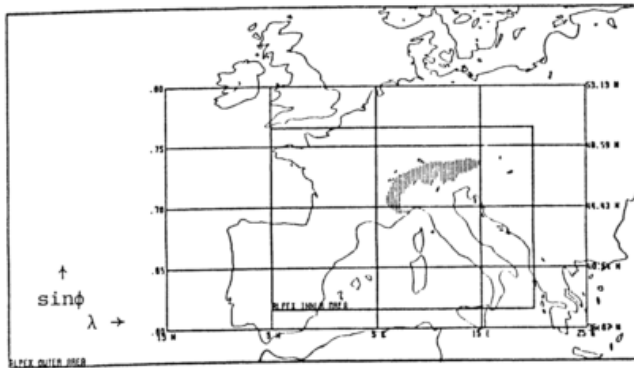 .80
53.13 N
.75
48.59 N
.70
44.43 N
.65
↑
sinϕ
λ →
ALPEX INNER AREA
.60
15 W
5 W
5 E
15 E
25 E
ALPEX OUTER AREA